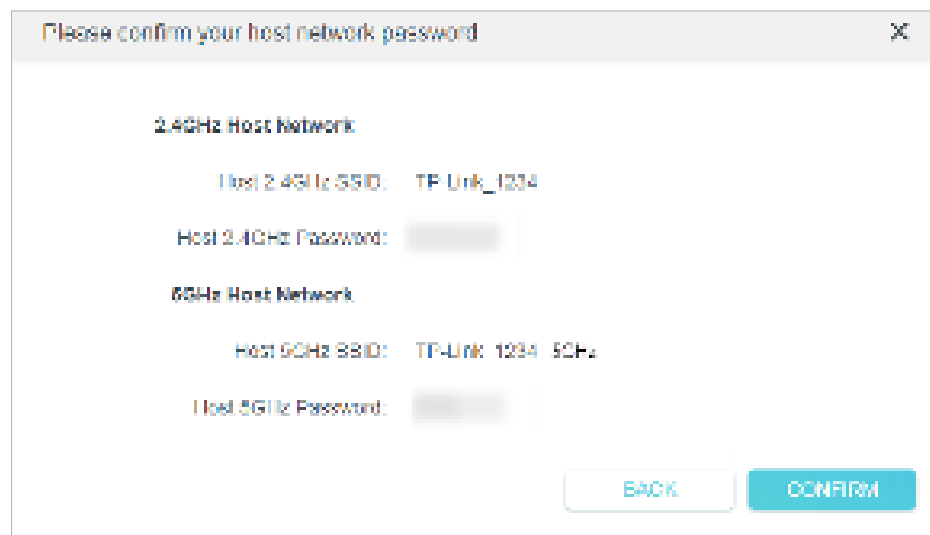 Please confirm your host network password X
2.4GHz Host Network
Host 2.4GHz SSID: TP-Link_1234
Host 2.4GHz Password:
5GHz Host Network
Host 5GHz SSID: TP-Link_1234_5GHz
Host 5GHz Password:
BACK CONFIRM